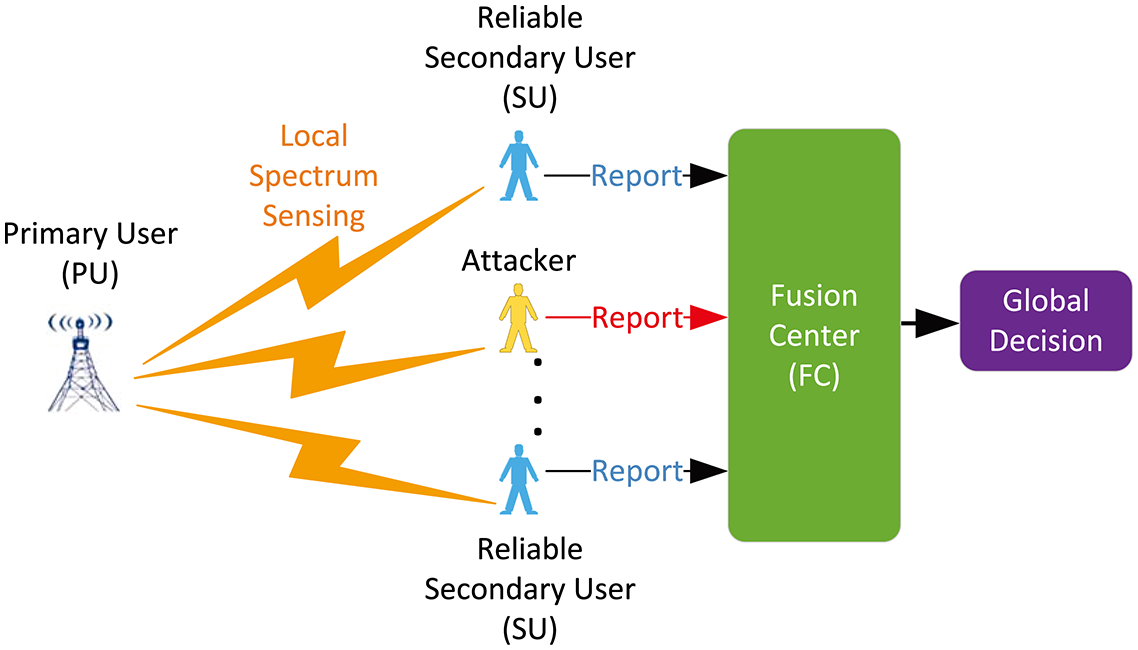 Reliable
Secondary User
(SU)
Local
Spectrum
Sensing
Report
Primary User
(PU)
Attacker
Report
Fusion
Center
(FC)
Global
Decision
Report
Reliable
Secondary User
(SU)